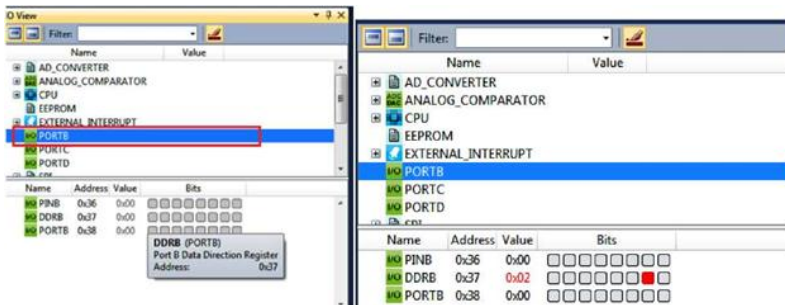 O View
Filter:
Name Value
AD_CONVERTER
ANALOG_COMPARATOR
CPU
EEPROM
EXTERNAL_INTERRUPT
PORTB
PORTC
PORTD
Name Address Value Bits
PINB 0x36 0x00
DDRB 0x37 0x00
PORTB 0x38 0x00
DDRB (PORTB)
Port B Data Direction Register
Address: 0x37
Filter:
Name Value
AD_CONVERTER
ANALOG_COMPARATOR
CPU
EEPROM
EXTERNAL_INTERRUPT
I/O PORTB
I/O PORTC
I/O PORTD
Name Address Value Bits
I/O PINB 0x36 0x00
I/O DDRB 0x37 0x02
I/O PORTB 0x38 0x00